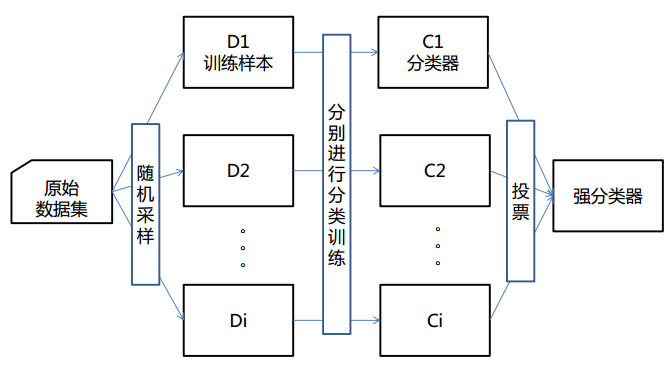 原始
数据集
随机采样
D1
训练样本
D2
。
。
。
Di
分别进行分类训练
C1
分类器
C2
。
。
。
Ci
投票
强分类器